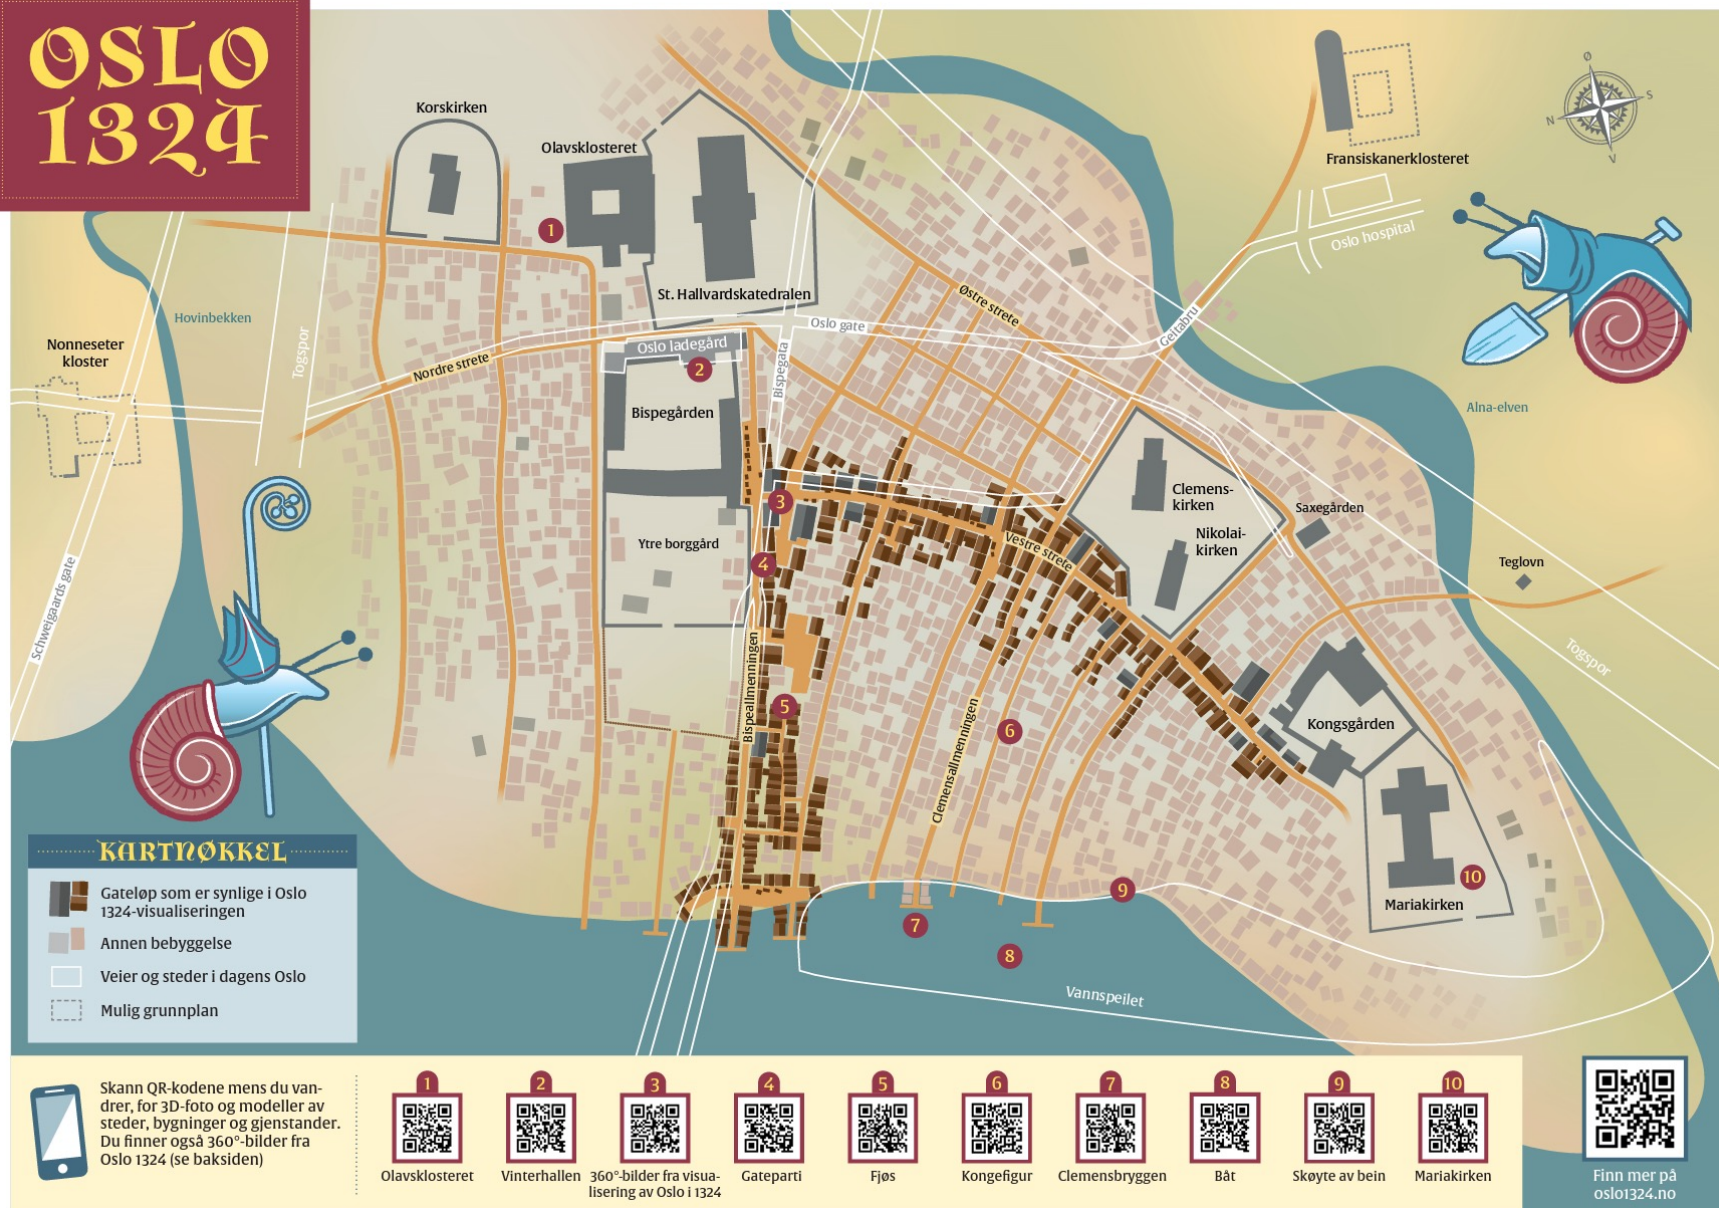 OSLO
1324
Korskirken
Olavsklosteret
St. Hallvardskatedralen
Fransiskanerklosteret
Oslo hospital
Ø
S
N
V
1
Hovinbekken
Togspor
Nonneseter
kloster
Nordre strete
Oslo ladegård
2
Oslo gate
Bispegata
Østre strete
Geitabru
Alna-elven
Bispegården
Ytre borggård
3
4
Clemens-
kirken
Nikolai-
kirken
Saxegården
Vestre strete
Teglovn
Togspor
Schweigaards gate
Bispeallmenningen
5
Clemensallmenningen
6
Kongsgården
Mariakirken
10
9
7
8
Vannspeilet
KARTNØKKEL
Gateløp som er synlige i Oslo
1324-visualiseringen
Annen bebyggelse
Veier og steder i dagens Oslo
Mulig grunnplan
Skann QR-kodene mens du van-
drer, for 3D-foto og modeller av
steder, bygninger og gjenstander.
Du finner også 360°-bilder fra
Oslo 1324 (se baksiden)
1
Olavsklosteret
2
Vinterhallen
3
360°-bilder fra visua-
lisering av Oslo i 1324
4
Gateparti
5
Fjøs
6
Kongefigur
7
Clemensbryggen
8
Båt
9
Skøyte av bein
10
Mariakirken
Finn mer på
oslo1324.no